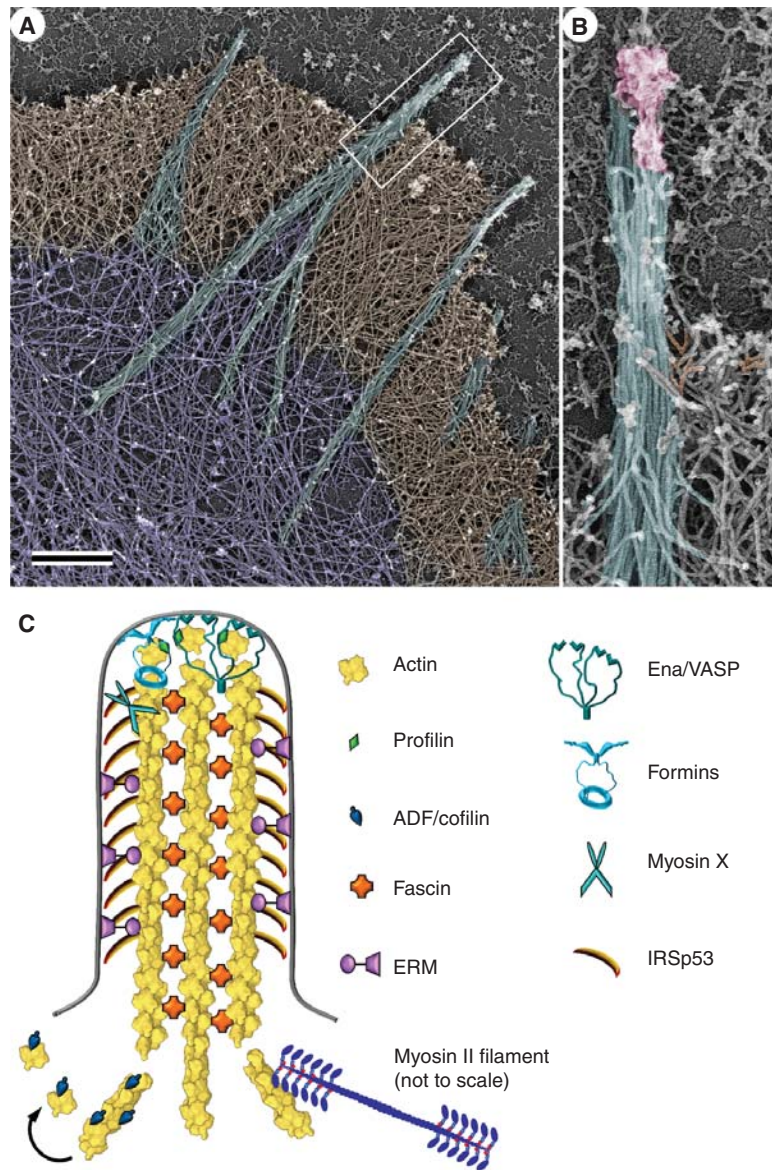 A
B
C
Actin
Profilin
ADF/cofilin
Fascin
ERM
Ena/VASP
Formins
Myosin X
IRSp53
Myosin II filament
(not to scale)